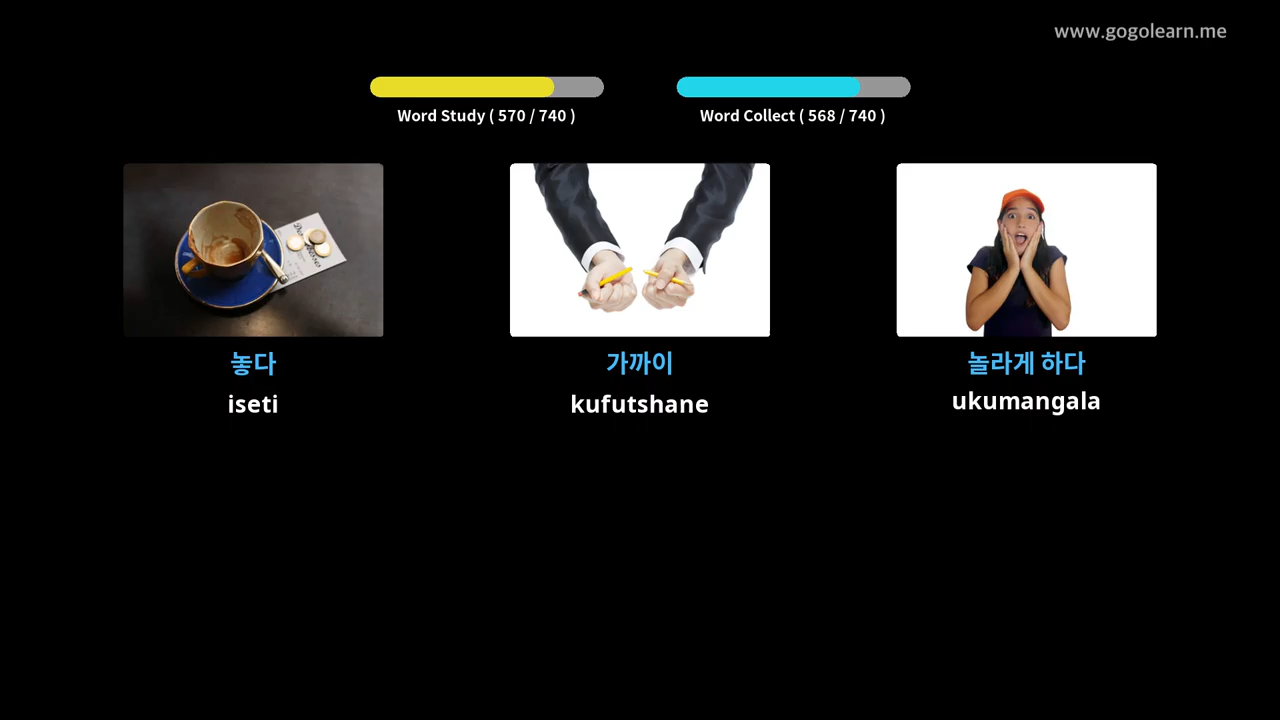 www.gogolearn.me
Word Study ( 570 / 740 )
Word Collect ( 568 / 740 )
놓다
iseti
가까이
kufutshane
놀라게 하다
ukumangala